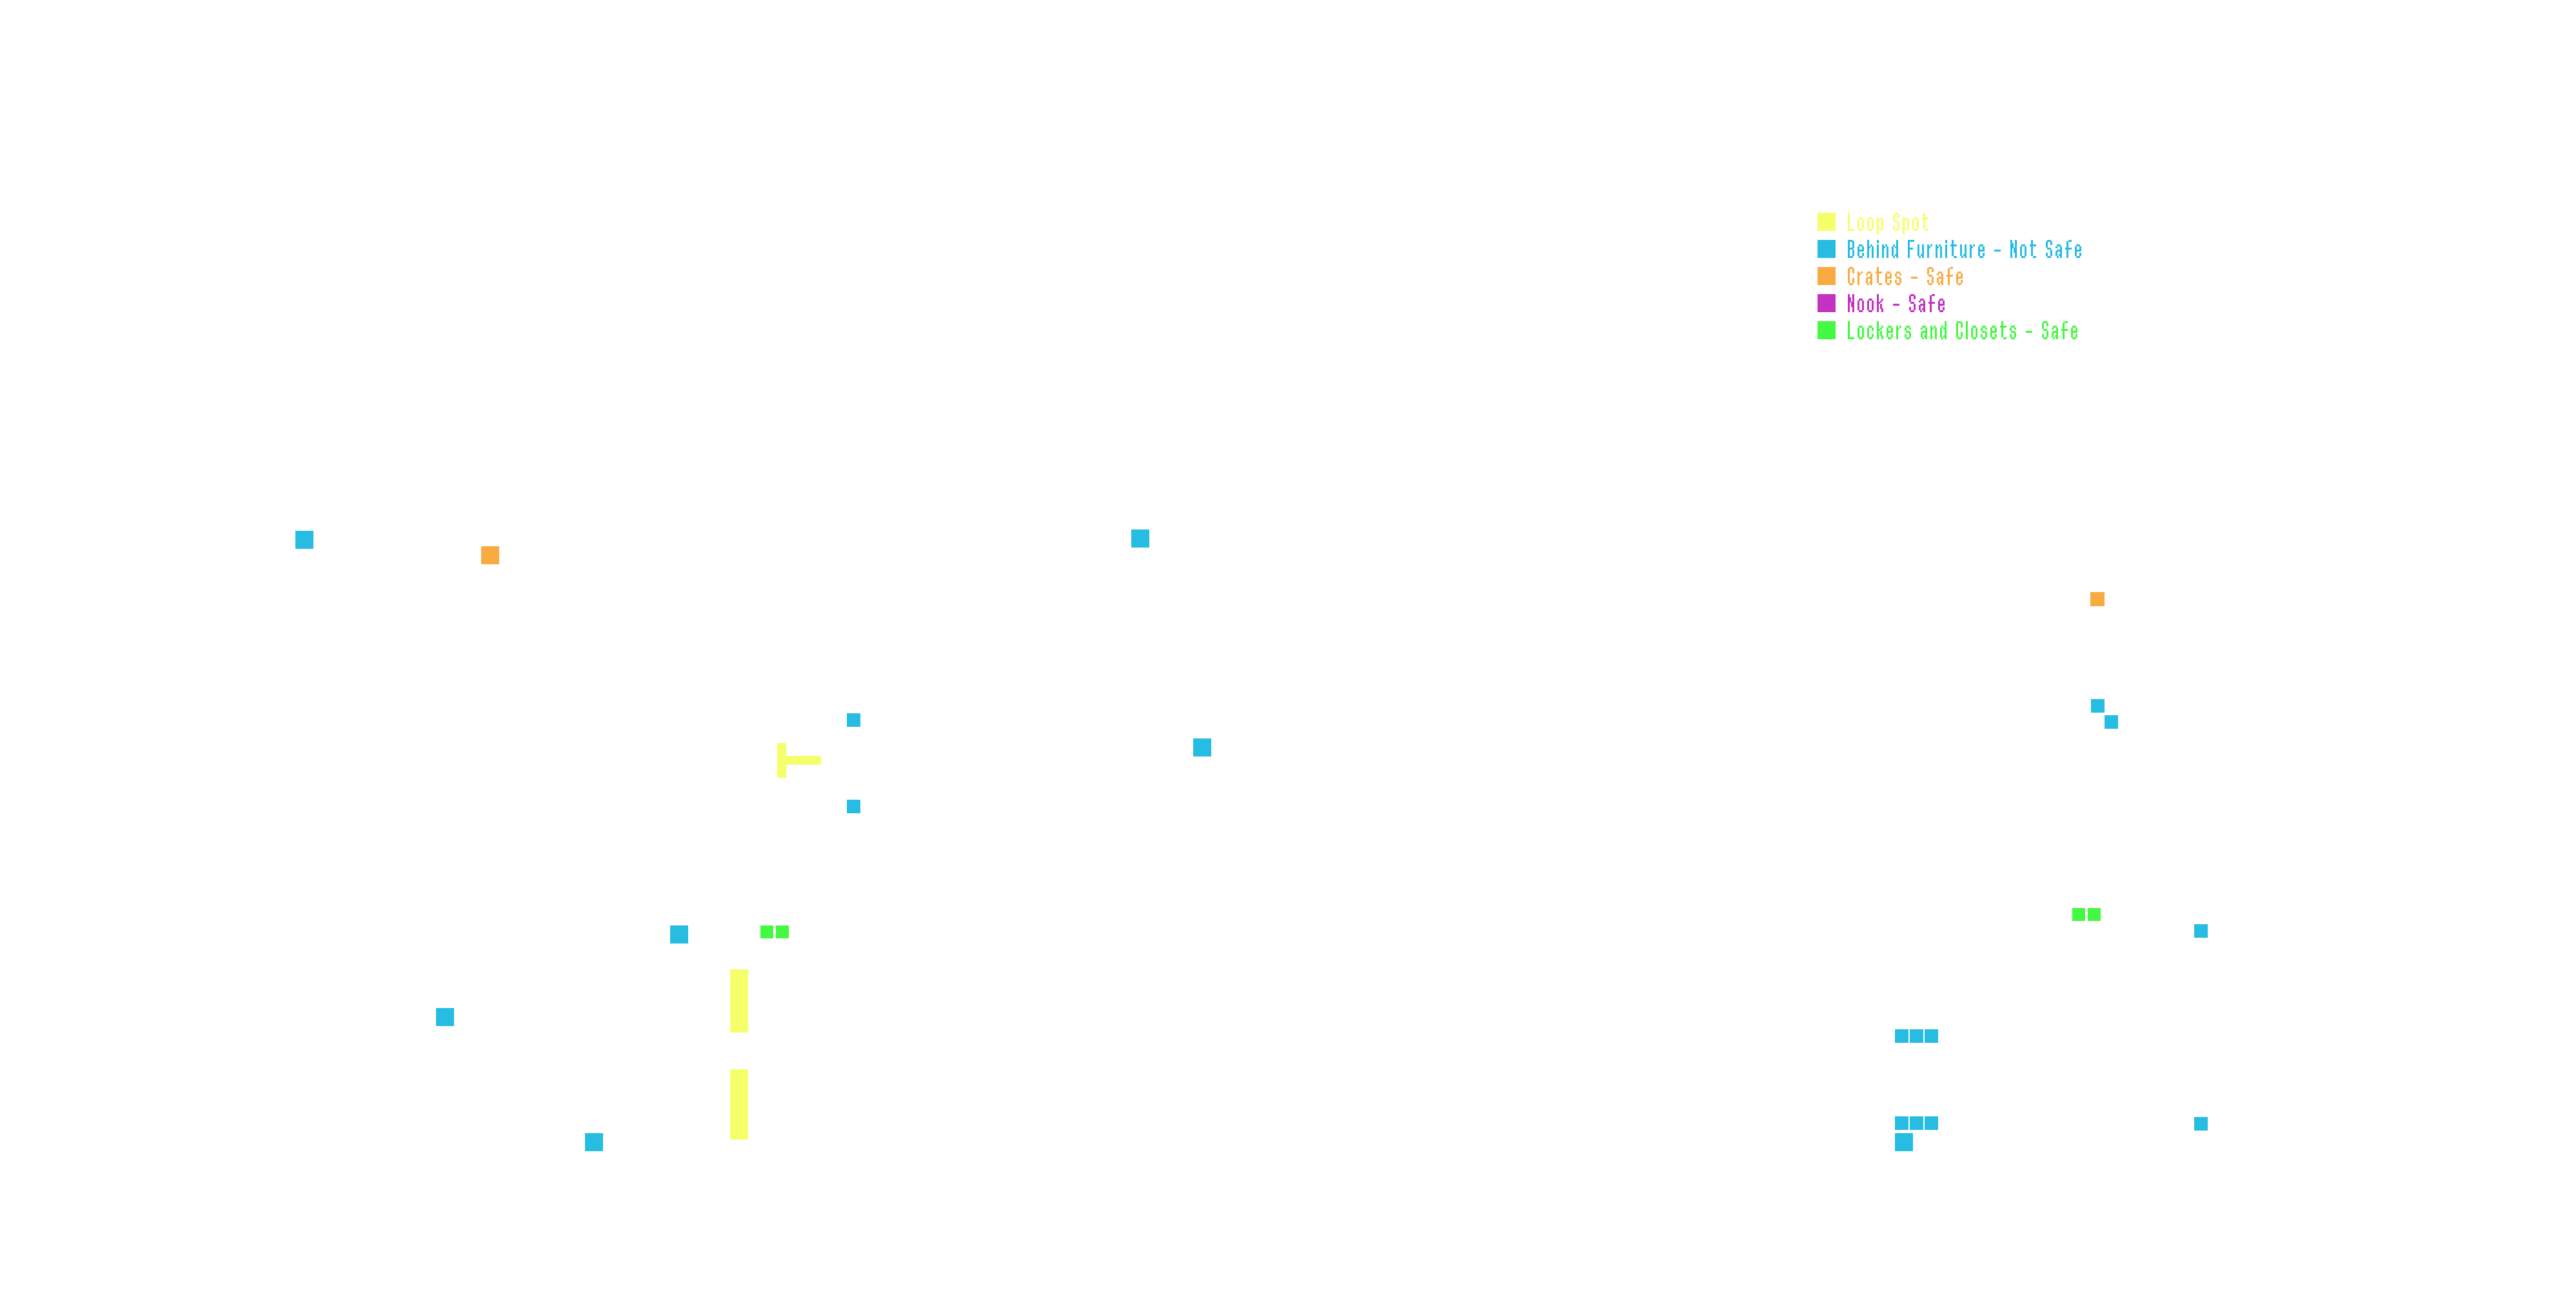 Loop Spot
Behind Furniture - Not Safe
Crates - Safe
Nook - Safe
Lockers and Closets - Safe